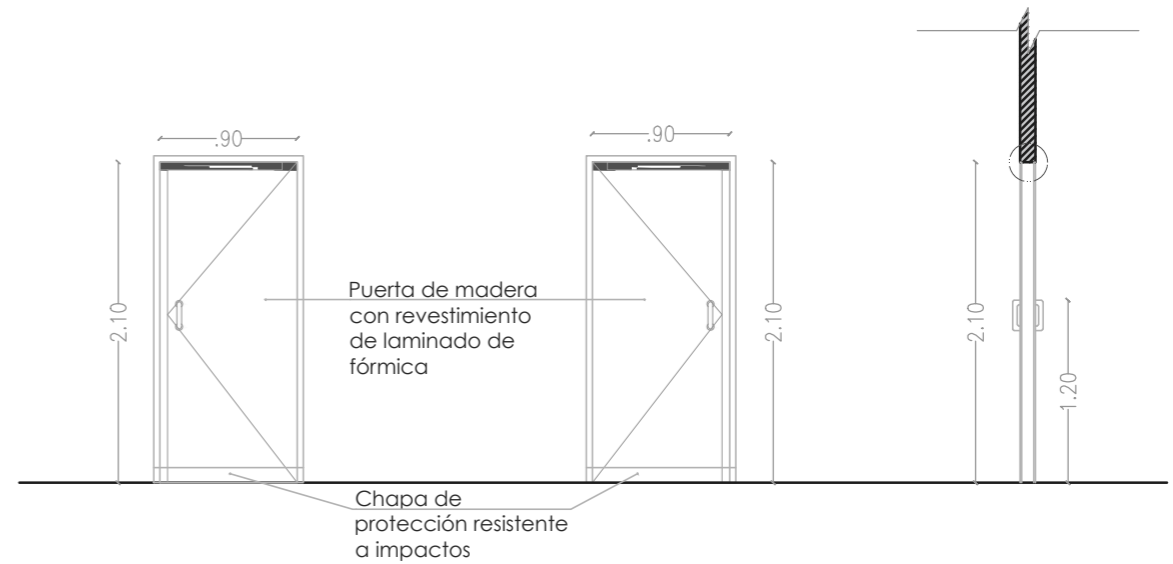 .90
.90
2.10
2.10
2.10
1.20
Puerta de madera
con revestimiento
de laminado de
fórmica
Chapa de
protección resistente
a impactos